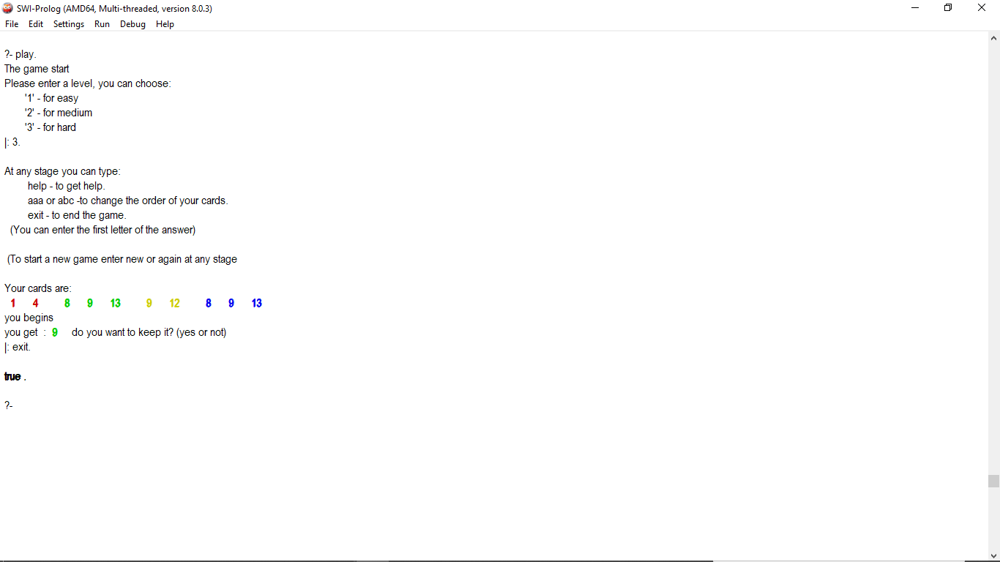 SWI-Prolog (AMD64, Multi-threaded, version 8.0.3)
File Edit Settings Run Debug Help
?- play.
The game start
Please enter a level, you can choose:
'1' - for easy
'2' - for medium
'3' - for hard
|: 3.
At any stage you can type:
help - to get help.
aaa or abc -to change the order of your cards.
exit - to end the game.
(You can enter the first letter of the answer)
(To start a new game enter new or again at any stage
Your cards are:
1 4 8 9 13 9 12 8 9 13
you begins
you get : 9 do you want to keep it? (yes or not)
|: exit.
true .
?-